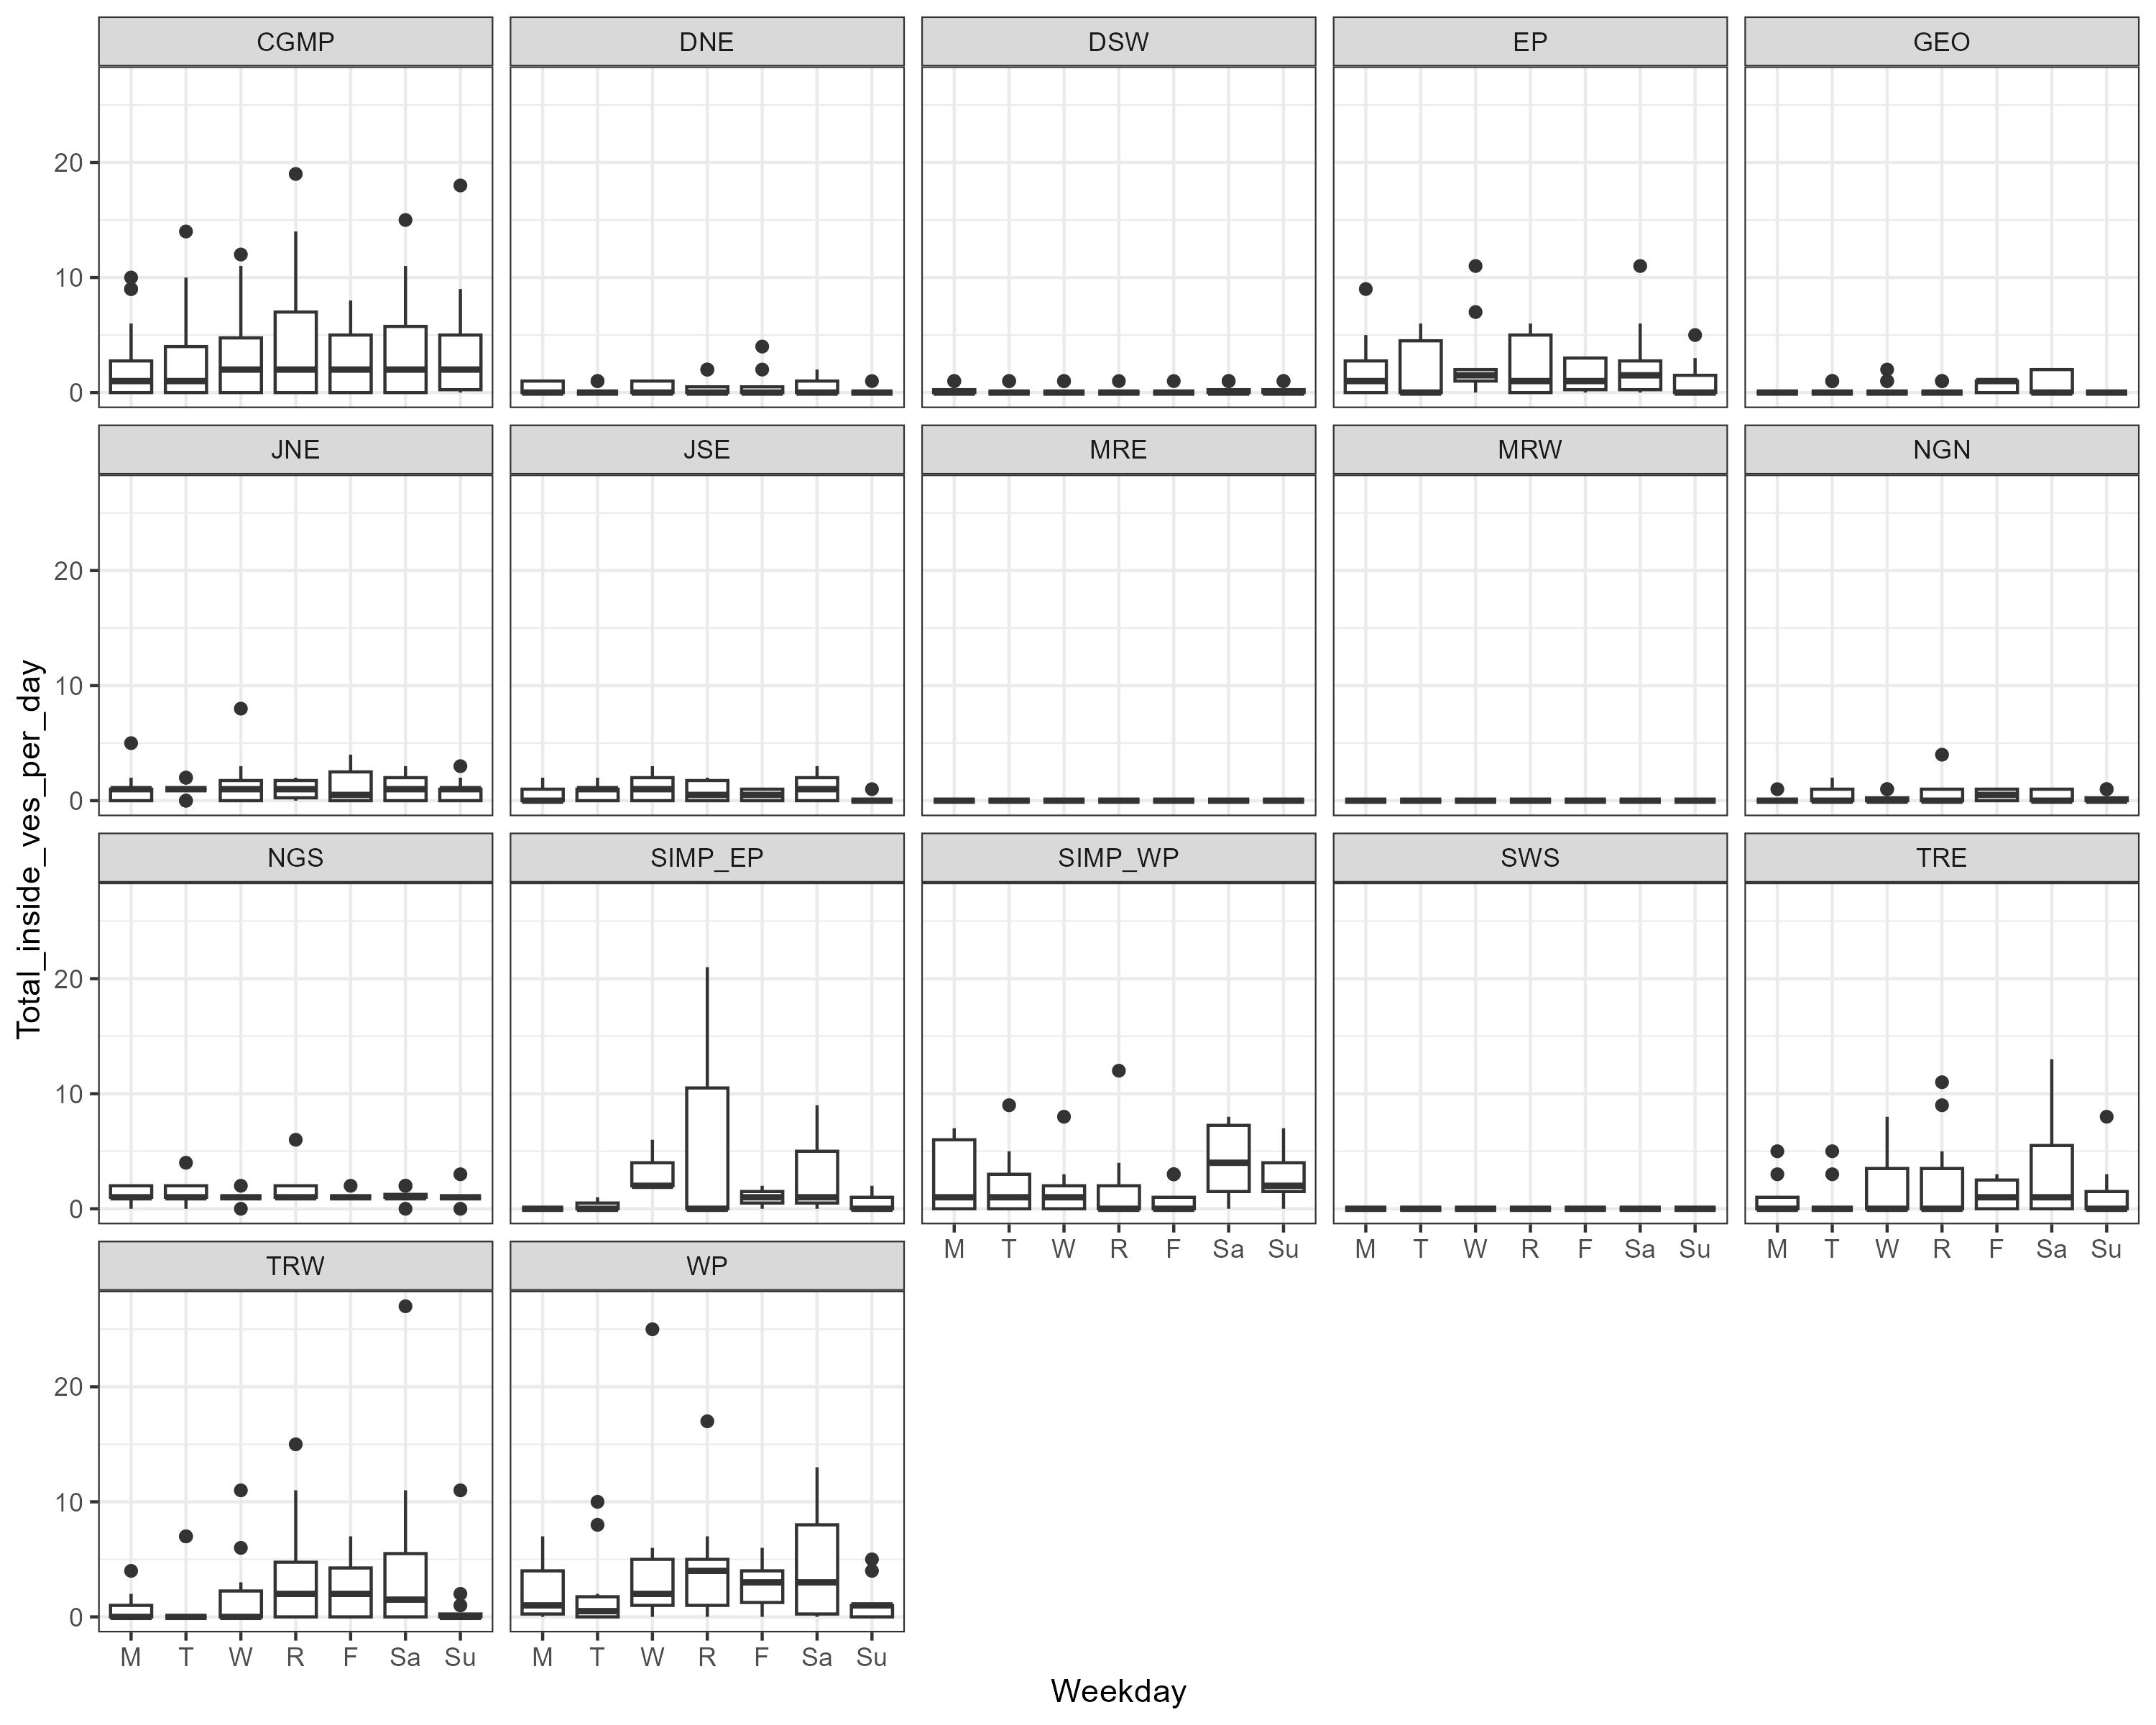 CGMP DNE DSW EP GEO
20
10
0
JNE JSE MRE MRW NGN
20
10
0
NGS SIMP_EP SIMP_WP SWS TRE
20
10
0
M T W R F Sa Su M T W R F Sa Su M T W R F Sa Su
TRW WP
20
10
0
M T W R F Sa Su M T W R F Sa Su
Weekday
Total_inside_ves_per_day